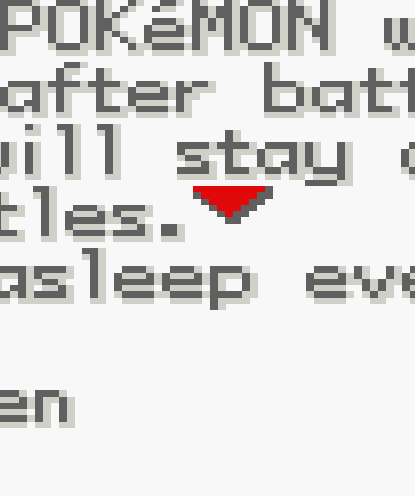 POKéMON w
after batt
will stay
tles.
asleep eve
en